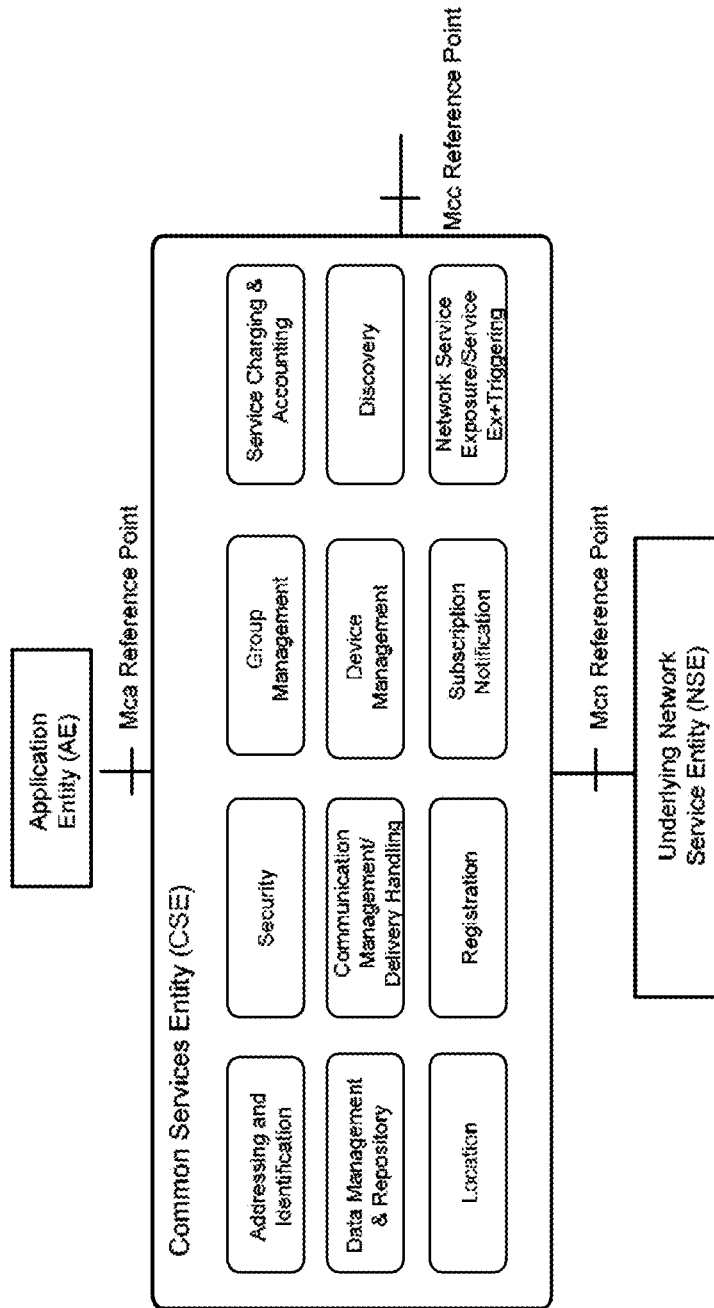 Application
Entity (AE)
Mca Reference Point
Common Services Entity (CSE)
Addressing and
Identification
Security
Group
Management
Service Charging &
Accounting
Data Management
& Repository
Communication
Management/
Delivery Handling
Device
Management
Discovery
Location
Registration
Subscription
Notification
Network Service
Exposure/Service
Ex+Triggering
Mcc Reference Point
Mcn Reference Point
Underlying Network
Service Entity (NSE)